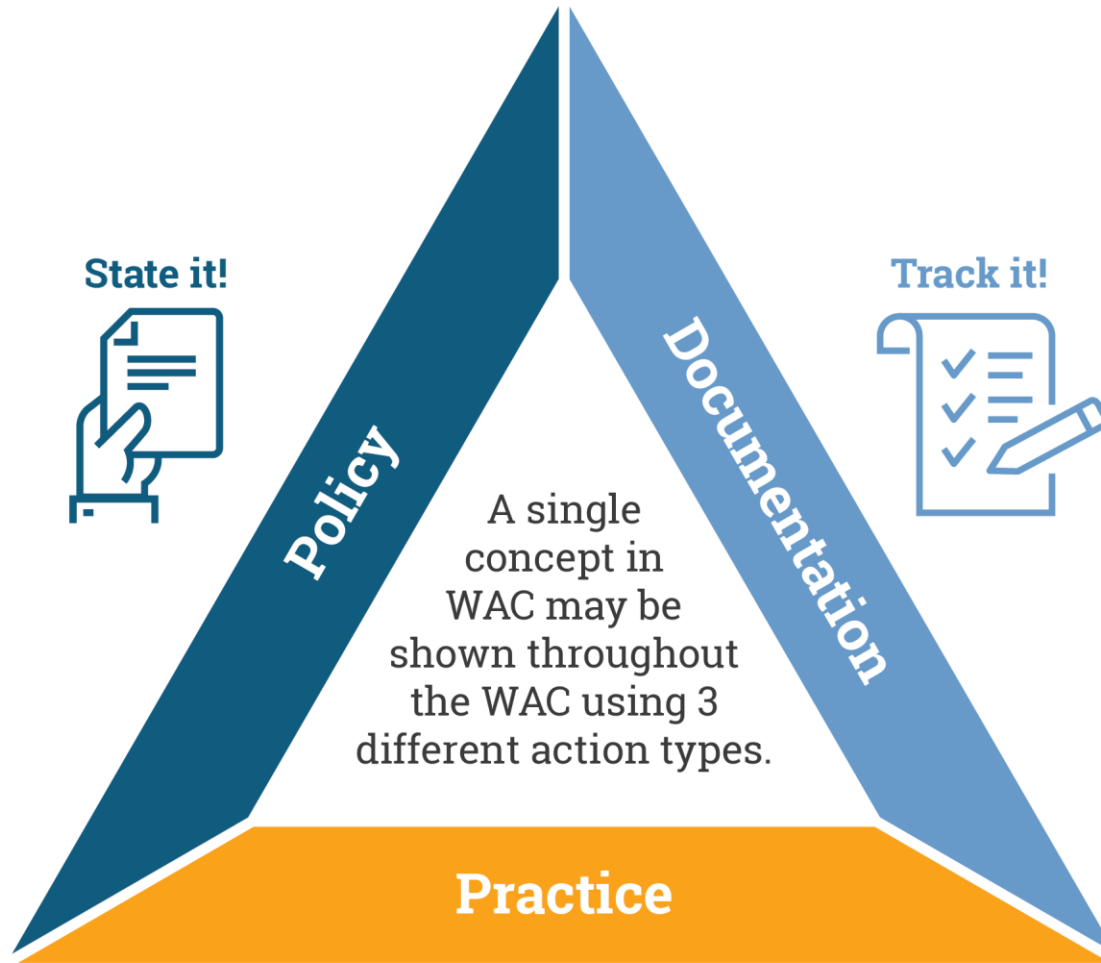 State it!
Track it!
Policy
Documentation
A single
concept in
WAC may be
shown throughout
the WAC using 3
different action types.
Practice